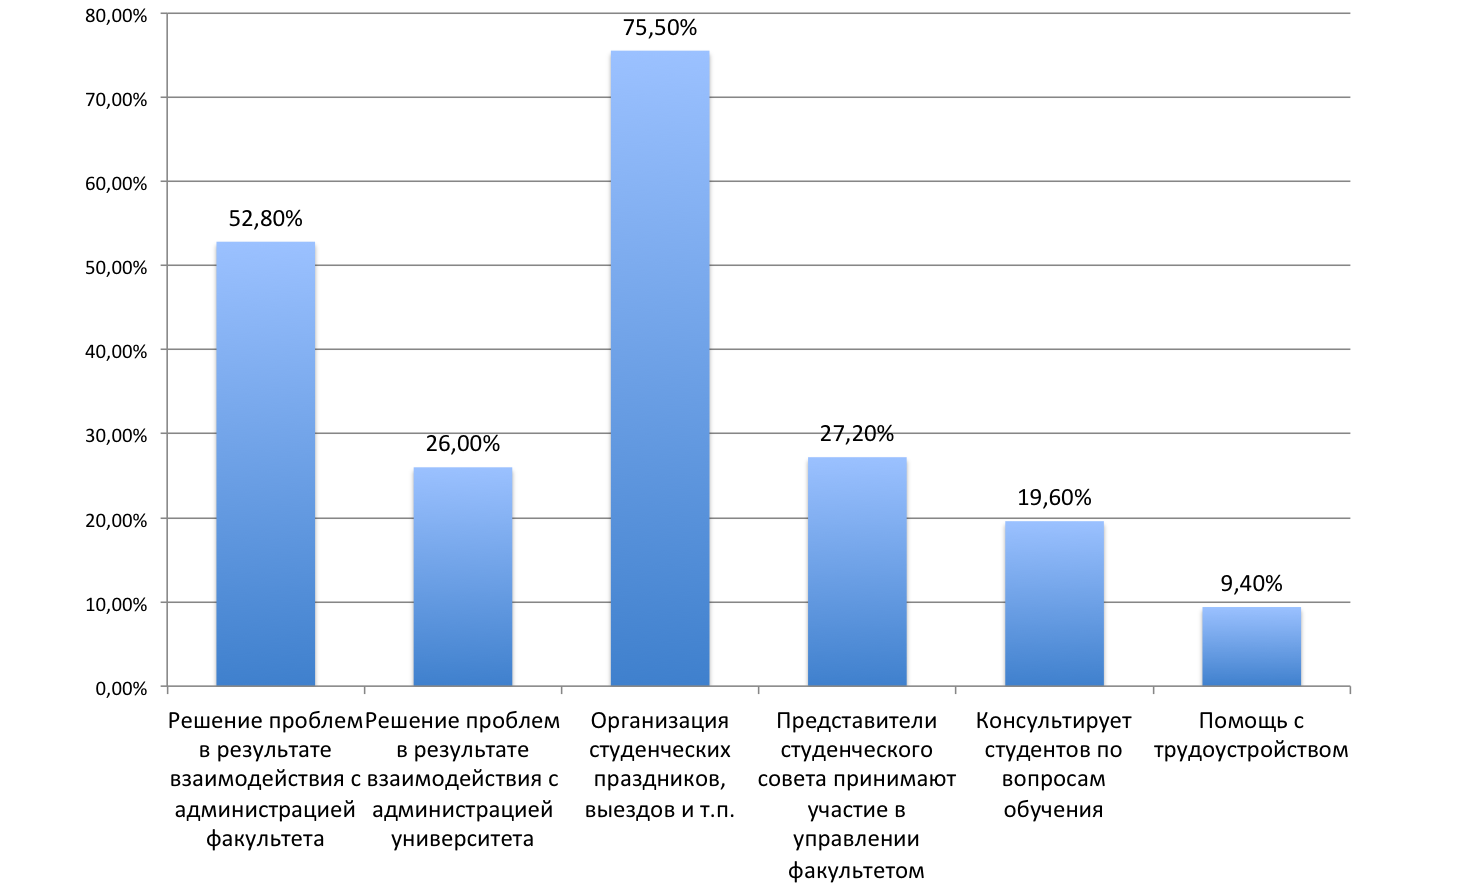 80,00%
70,00%
60,00%
50,00%
40,00%
30,00%
20,00%
10,00%
0,00%
52,80%
26,00%
75,50%
27,20%
19,60%
9,40%
Решение проблем
в результате
взаимодействия с
администрацией
факультета
Решение проблем
в результате
взаимодействия с
администрацией
университета
Организация
студенческих
праздников,
выездов и т.п.
Представители
студенческого
совета принимают
участие в
управлении
факультетом
Консультирует
студентов по
вопросам
обучения
Помощь с
трудоустройством